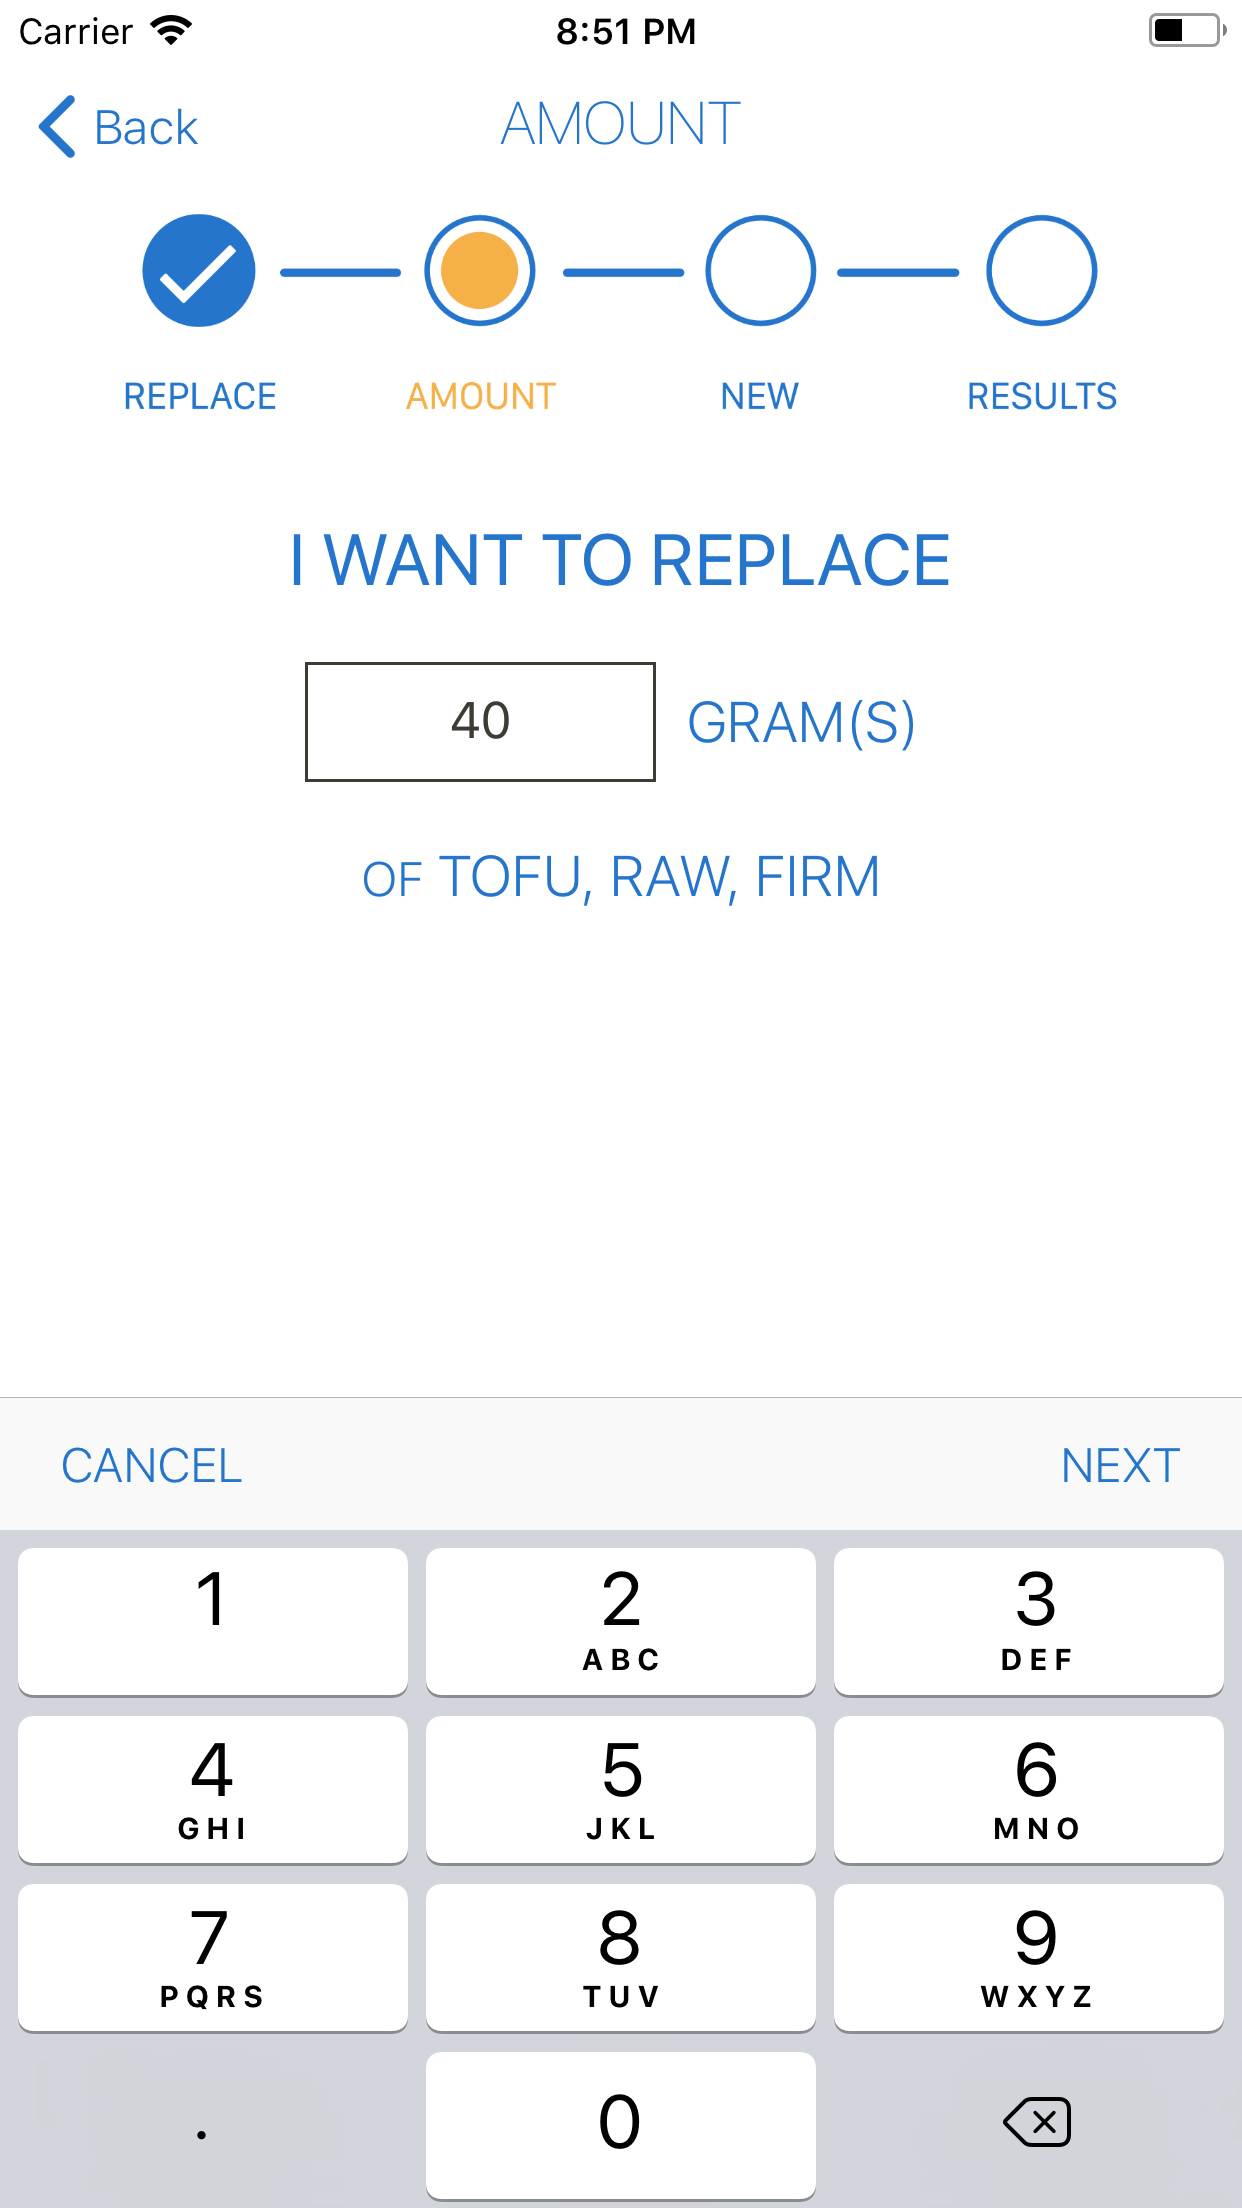 Carrier 8:51 PM
Back AMOUNT
REPLACE AMOUNT NEW RESULTS
I WANT TO REPLACE
40 GRAM(S)
OF TOFU, RAW, FIRM
CANCEL NEXT
1 2 3
ABC DEF
4 5 6
GHI JKL MNO
7 8 9
PQRS TUV WXYZ
. 0